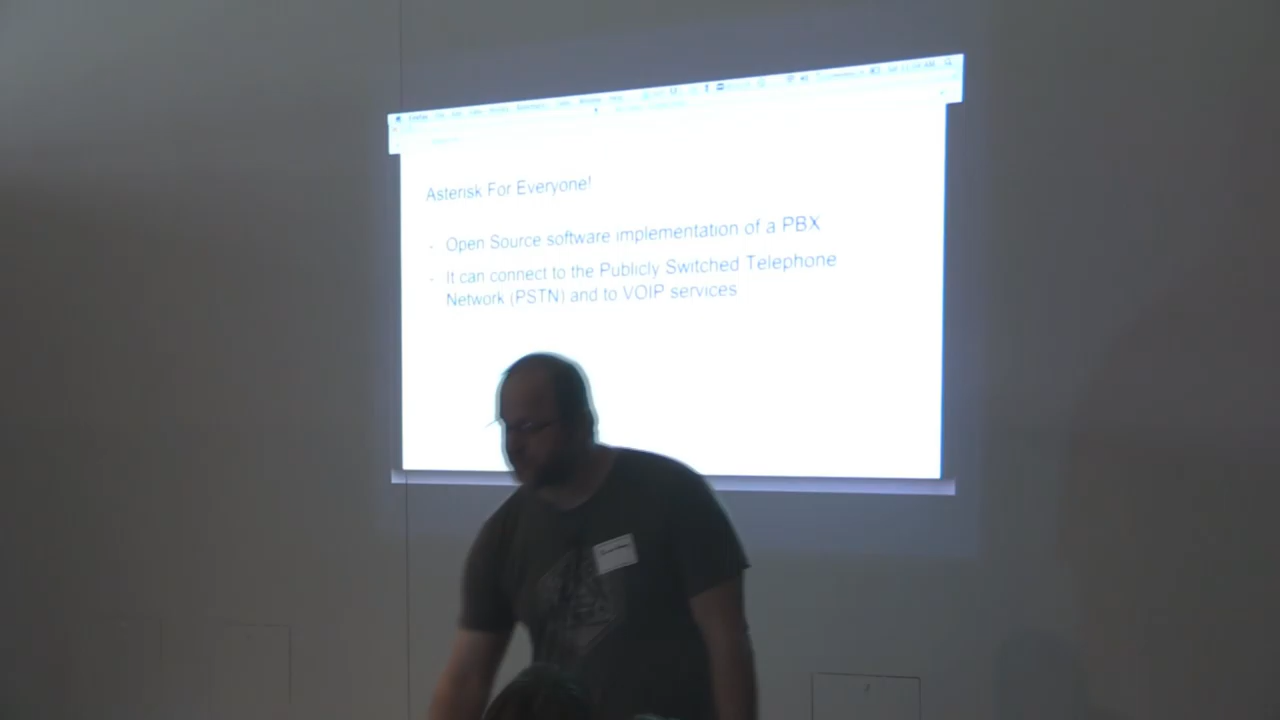 Asterisk For Everyone!
- Open Source software implementation of a PBX
- It can connect to the Publicly Switched Telephone
Network (PSTN) and to VOIP services